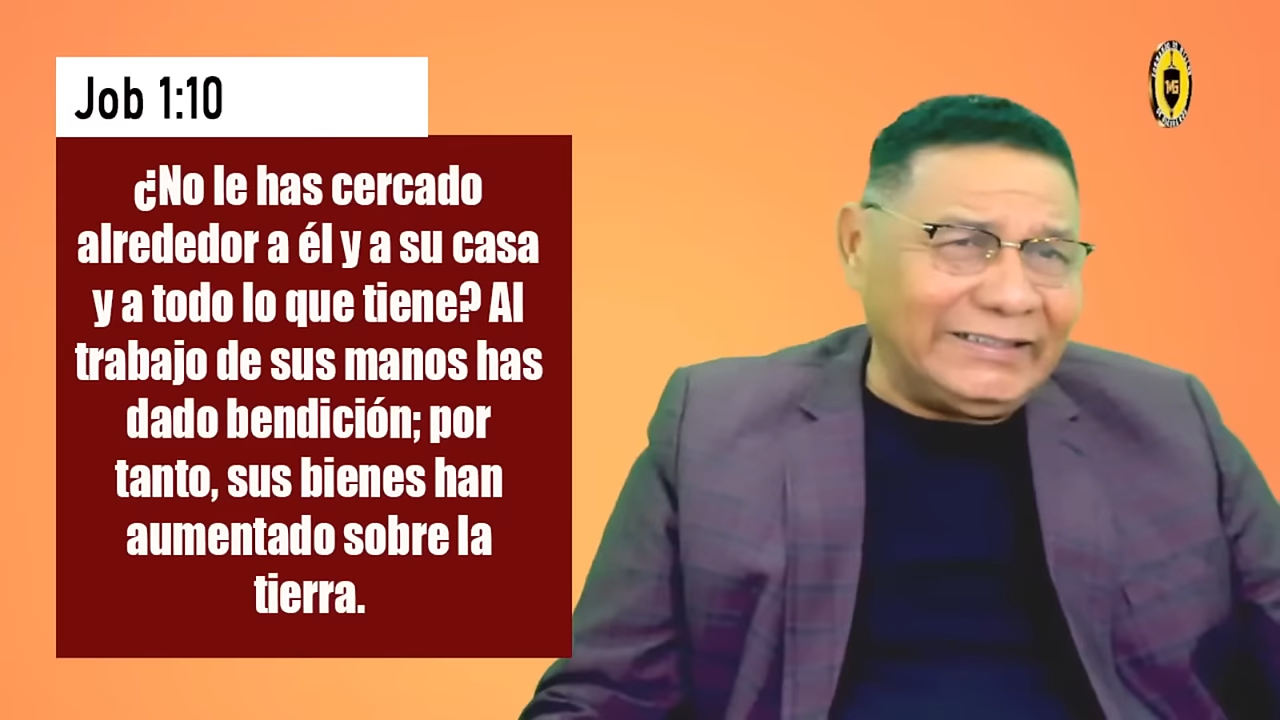 Job 1:10
¿No le has cercado
alrededor a él y a su casa
y a todo lo que tiene? Al
trabajo de sus manos has
dado bendición; por
tanto, sus bienes han
aumentado sobre la
tierra.